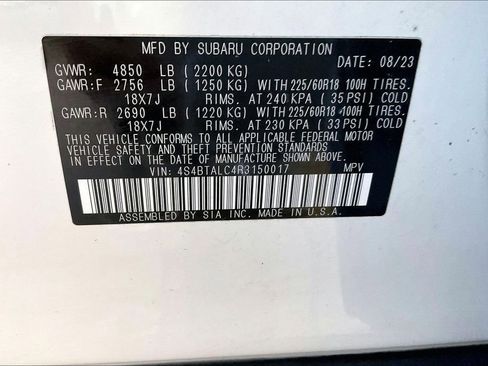 MFD BY SUBARU CORPORATION DATE: 08/23
GVWR: 4850 LB (2200 KG)
GAWR:F 2756 LB (1250 KG) WITH 225/60R18 100H TIRES.
18X7J RIMS. AT 240 KPA (35 PSI) COLD
GAWR:R 2690 LB (1220 KG) WITH 225/60R18 100H TIRES.
18X7J RIMS. AT 230 KPA (33 PSI) COLD
THIS VEHICLE CONFORMS TO ALL APPLICABLE FEDERAL MOTOR
VEHICLE SAFETY AND THEFT PREVENTION STANDARDS
IN EFFECT ON THE DATE OF MANUFACTURE SHOWN ABOVE.
VIN: 4S4BTALC4R3150017 MPV
ASSEMBLED BY SIA INC. MADE IN U.S.A.